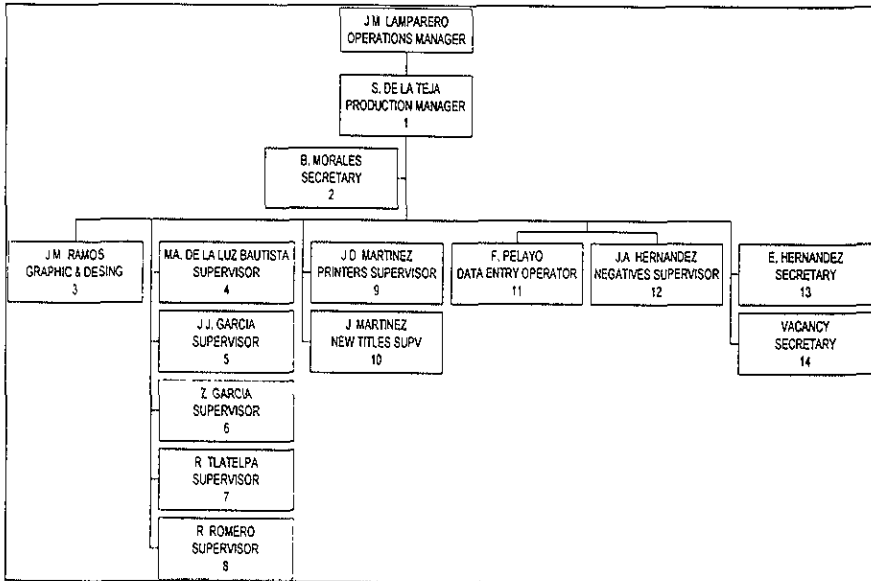 J M LAMPARERO
OPERATIONS MANAGER
S. DE LA TEJA
PRODUCTION MANAGER
1
B. MORALES
SECRETARY
2
J M RAMOS
GRAPHIC & DESING
3
MA. DE LA LUZ BAUTISTA
SUPERVISOR
4
J J. GARCIA
SUPERVISOR
5
Z GARCIA
SUPERVISOR
6
R TLATELPA
SUPERVISOR
7
R ROMERO
SUPERVISOR
8
J D MARTINEZ
PRINTERS SUPERVISOR
9
J MARTINEZ
NEW TITLES SUPV
10
F. PELAYO
DATA ENTRY OPERATOR
11
J.A HERNANDEZ
NEGATIVES SUPERVISOR
12
E. HERNANDEZ
SECRETARY
13
VACANCY
SECRETARY
14